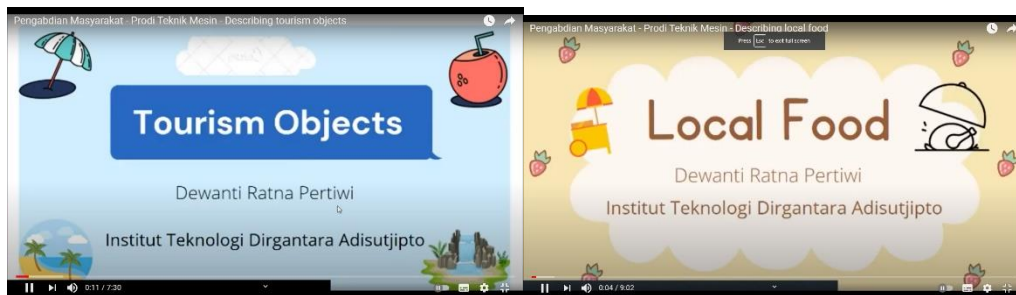 Pengabdian Masyarakat - Prodi Teknik Mesin - Describing tourism objects
Tourism Objects
Dewanti Ratna Pertiwi
Institut Teknologi Dirgantara Adisutjipto
0:11 / 7:30
Pengabdian Masyarakat - Prodi Teknik Mesin - Describing local food
Press Esc to exit full screen
Local Food
Dewanti Ratna Pertiwi
Institut Teknologi Dirgantara Adisutjipto
0:04 / 9:02